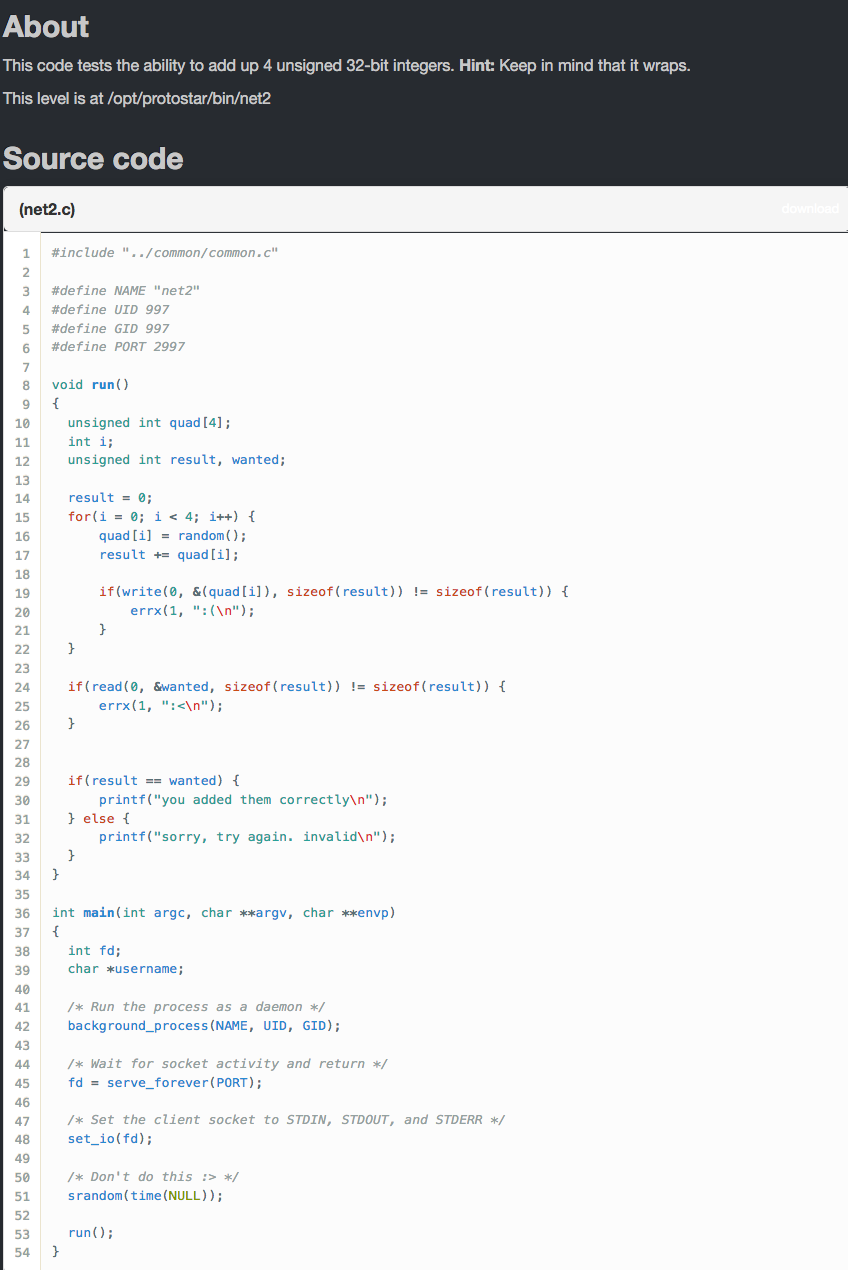 About
This code tests the ability to add up 4 unsigned 32-bit integers. Hint: Keep in mind that it wraps.
This level is at /opt/protostar/bin/net2
Source code
(net2.c) download
1 #include "../common/common.c"
2
3 #define NAME "net2"
4 #define UID 997
5 #define GID 997
6 #define PORT 2997
7
8 void run()
9 {
10   unsigned int quad[4];
11   int i;
12   unsigned int result, wanted;
13
14   result = 0;
15   for(i = 0; i < 4; i++) {
16       quad[i] = random();
17       result += quad[i];
18
19       if(write(0, &(quad[i]), sizeof(result)) != sizeof(result)) {
20           errx(1, ":(\n");
21       }
22   }
23
24   if(read(0, &wanted, sizeof(result)) != sizeof(result)) {
25       errx(1, ":<\n");
26   }
27
28
29   if(result == wanted) {
30       printf("you added them correctly\n");
31   } else {
32       printf("sorry, try again. invalid\n");
33   }
34 }
35
36 int main(int argc, char **argv, char **envp)
37 {
38   int fd;
39   char *username;
40
41   /* Run the process as a daemon */
42   background_process(NAME, UID, GID);
43
44   /* Wait for socket activity and return */
45   fd = serve_forever(PORT);
46
47   /* Set the client socket to STDIN, STDOUT, and STDERR */
48   set_io(fd);
49
50   /* Don't do this :> */
51   srandom(time(NULL));
52
53   run();
54 }